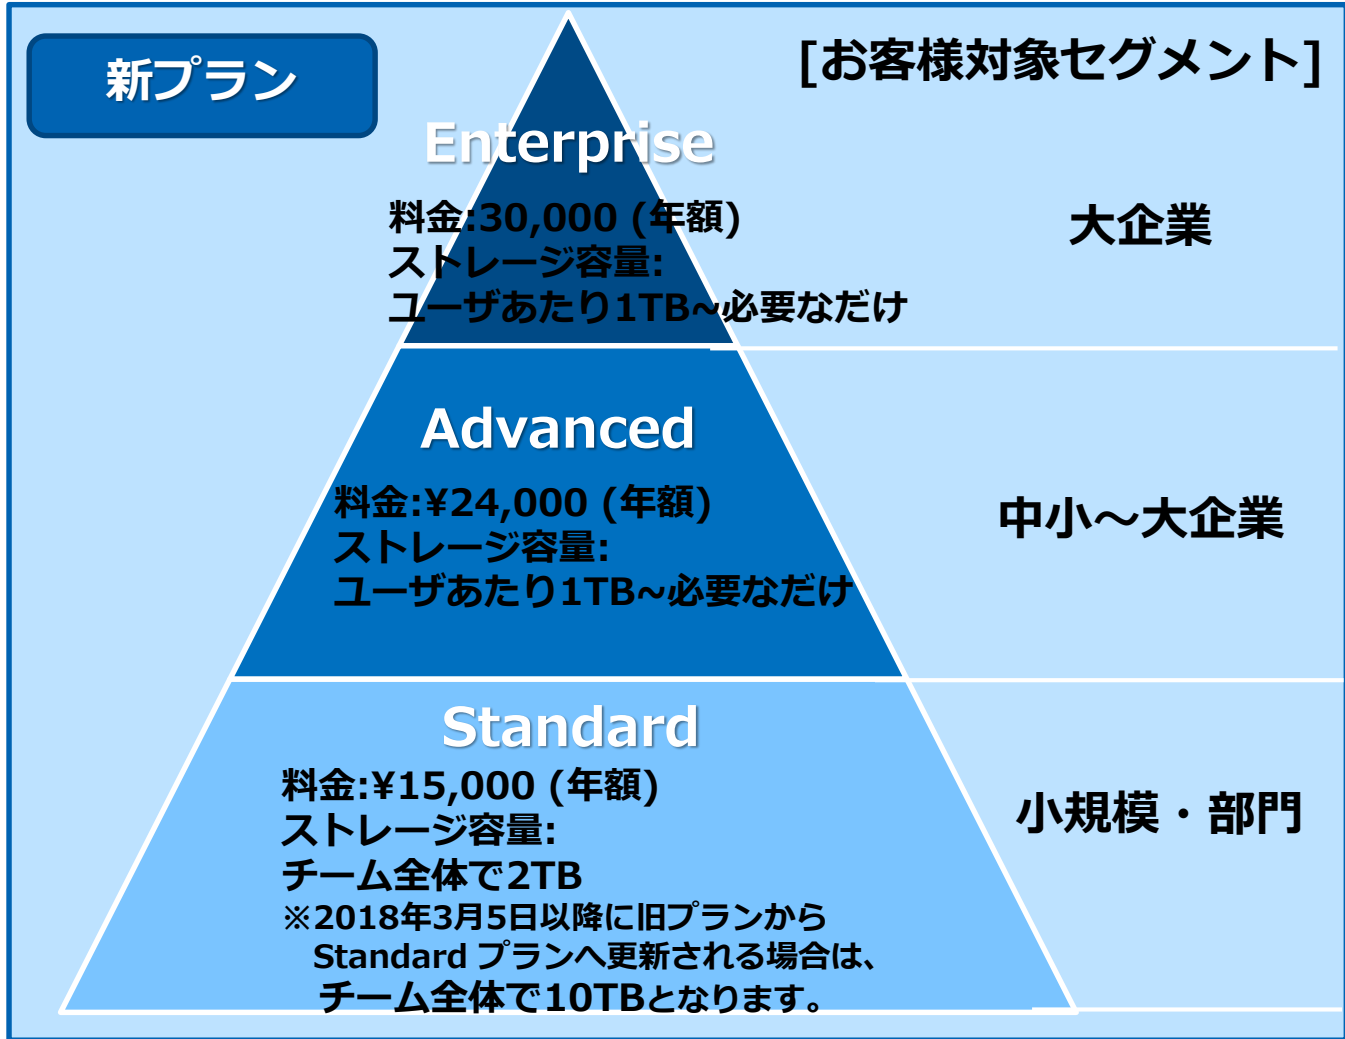 新プラン
[お客様対象セグメント]
Enterprise
料金:30,000 (年額)
ストレージ容量:
ユーザあたり1TB~必要なだけ
大企業
Advanced
料金:¥24,000 (年額)
ストレージ容量:
ユーザあたり1TB~必要なだけ
中小～大企業
Standard
料金:¥15,000 (年額)
ストレージ容量:
チーム全体で2TB
※2018年3月5日以降に旧プランから
Standard プランへ更新される場合は、
チーム全体で10TBとなります。
小規模・部門